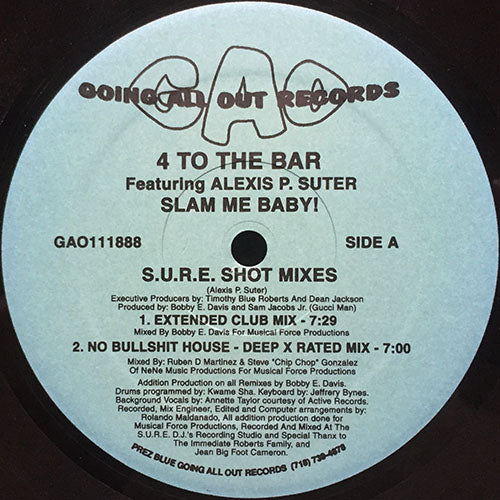 GAO
GOING ALL OUT RECORDS
4 TO THE BAR
Featuring ALEXIS P. SUTER
SLAM ME BABY!
GAO111888 SIDE A
S.U.R.E. SHOT MIXES
(Alexis P. Suter)
Executive Producers by: Timothy Blue Roberts And Dean Jackson
Produced by: Bobby E. Davis and Sam Jacobs Jr. (Gucci Man)
1. EXTENDED CLUB MIX - 7:29
Mixed By Bobby E. Davis For Musical Force Productions
2. NO BULLSHIT HOUSE - DEEP X RATED MIX - 7:00
Mixed By: Ruben D Martinez & Steve "Chip Chop" Gonzalez
Of NeNe Music Productions For Musical Force Productions
Addition Production on all Remixes by Bobby E. Davis.
Drums programmed by: Kwame Sha. Keyboard by: Jeffrery Bynes.
Background Vocals by: Annette Taylor courtesy of Active Records.
Recorded, Mix Engineer, Edited and Computer arrangements by:
Rolando Maldanado, All addition production done for
Musical Force Productions, Recorded And Mixed At The
S.U.R.E. D.J.'s Recording Studio and Special Thanx to
The Immediate Roberts Family, and
Jean Big Foot Cameron.
PREZ BLUE GOING ALL OUT RECORDS (718) 739-4678